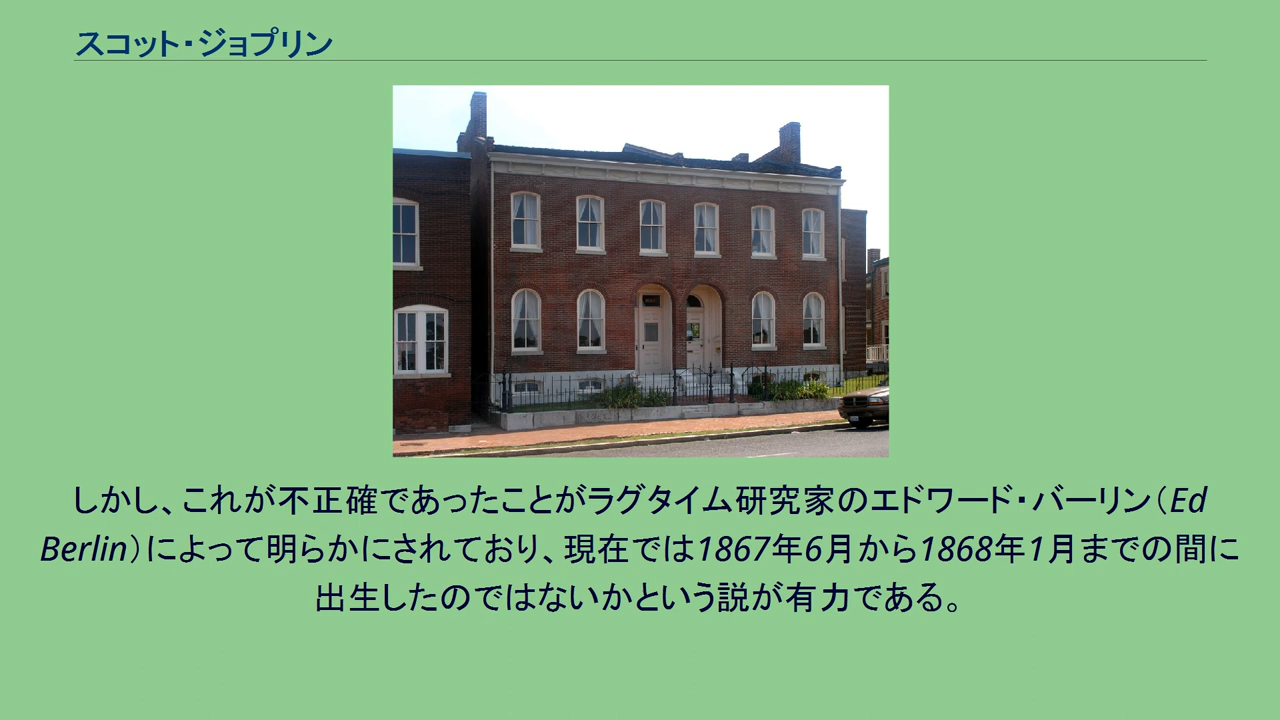 スコット・ジョプリン
しかし、これが不正確であったことがラグタイム研究家のエドワード・バーリン（Ed
Berlin）によって明らかにされており、現在では1867年6月から1868年1月までの間に
出生したのではないかという説が有力である。